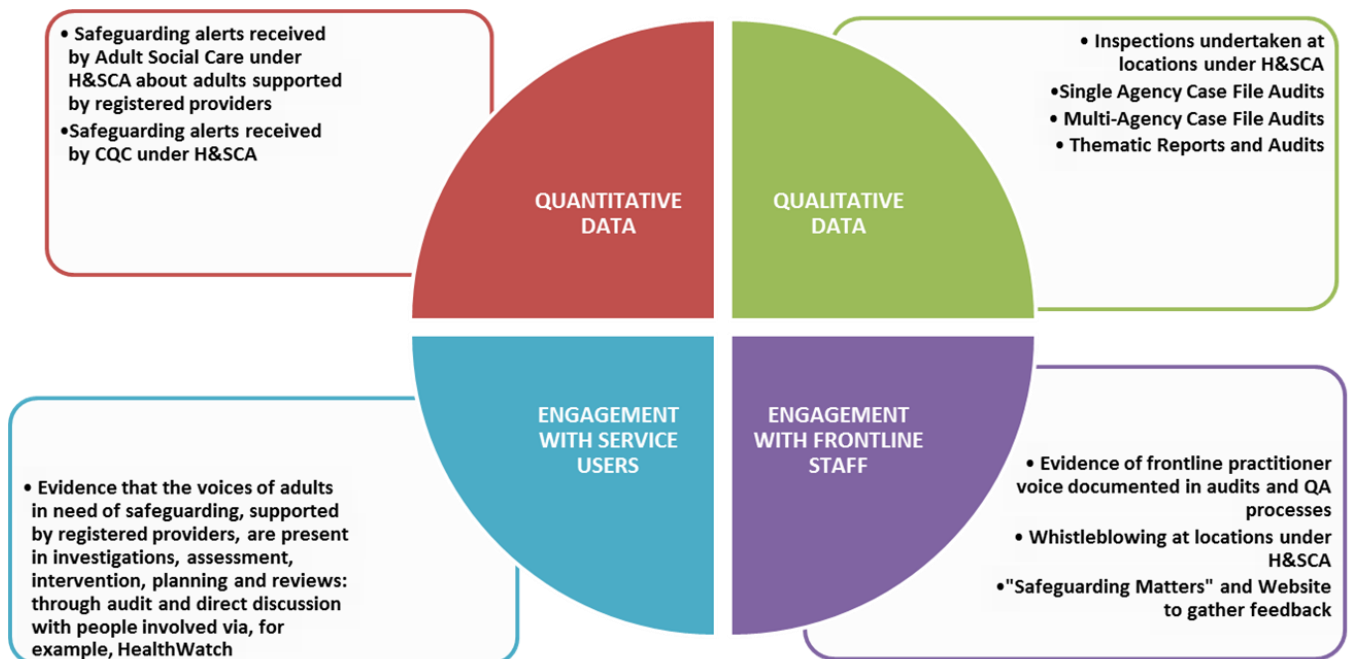 • Safeguarding alerts received
by Adult Social Care under
H&SCA about adults supported
by registered providers
•Safeguarding alerts received
by CQC under H&SCA
• Inspections undertaken at
locations under H&SCA
•Single Agency Case File Audits
• Multi-Agency Case File Audits
• Thematic Reports and Audits
QUANTITATIVE
DATA
QUALITATIVE
DATA
ENGAGEMENT
WITH SERVICE
USERS
ENGAGEMENT
WITH FRONTLINE
STAFF
• Evidence that the voices of adults
in need of safeguarding, supported
by registered providers, are present
in investigations, assessment,
intervention, planning and reviews:
through audit and direct discussion
with people involved via, for
example, HealthWatch
• Evidence of frontline practitioner
voice documented in audits and QA
processes
• Whistleblowing at locations under
H&SCA
•"Safeguarding Matters" and Website
to gather feedback